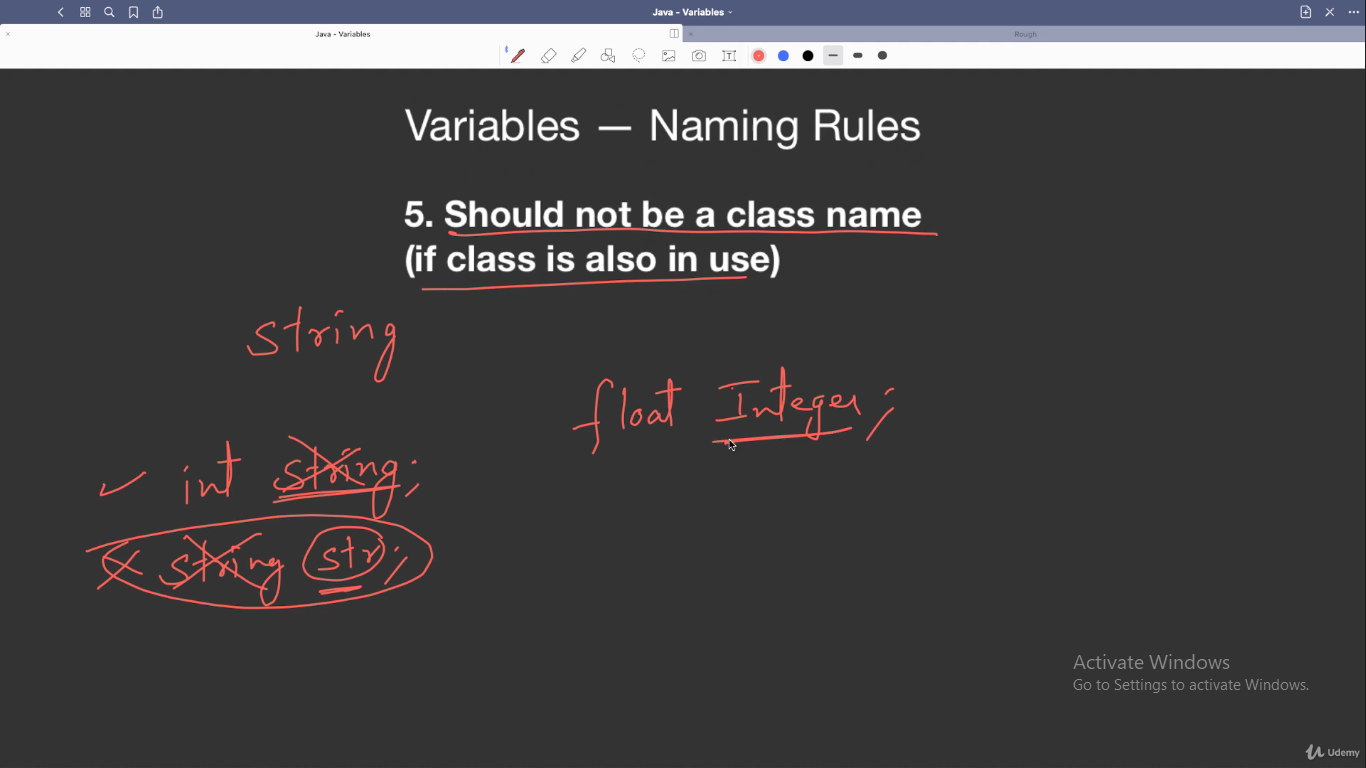 Java - Variables
Java - Variables
Rough
Variables — Naming Rules
5. Should not be a class name
(if class is also in use)
string
float Integer;
int string;
string str;
Activate Windows
Go to Settings to activate Windows.
Udemy